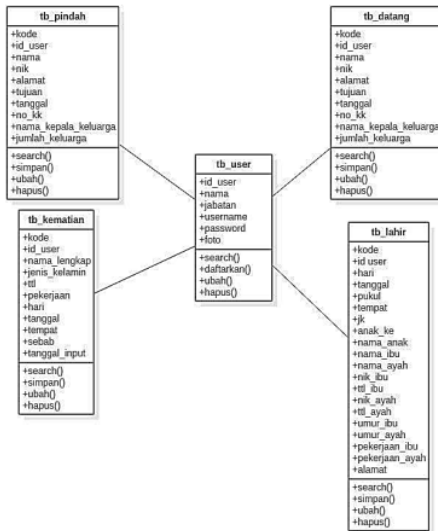 tb_pindah
+kode
+id_user
+nama
+nik
+alamat
+tujuan
+tanggal
+no_kk
+nama_kepala_keluarga
+jumlah_keluarga
+search()
+simpan()
+ubah()
+hapus()
tb_datang
+kode
+id_user
+nama
+nik
+alamat
+tujuan
+tanggal
+no_kk
+nama_kepala_keluarga
+jumlah_keluarga
+search()
+simpan()
+ubah()
+hapus()
tb_user
+id_user
+nama
+jabatan
+username
+password
+foto
+search()
+daftarkan()
+ubah()
+hapus()
tb_kematian
+kode
+id_user
+nama_lengkap
+jenis_kelamin
+ttl
+pekerjaan
+hari
+tanggal
+tempat
+sebab
+tanggal_input
+search()
+simpan()
+ubah()
+hapus()
tb_lahir
+kode
+id user
+hari
+tanggal
+pukul
+tempat
+jk
+anak_ke
+nama_anak
+nama_ibu
+nama_ayah
+nik_ibu
+ttl_ibu
+nik_ayah
+ttl_ayah
+umur_ibu
+umur_ayah
+pekerjaan_ibu
+pekerjaan_ayah
+alamat
+search()
+simpan()
+ubah()
+hapus()